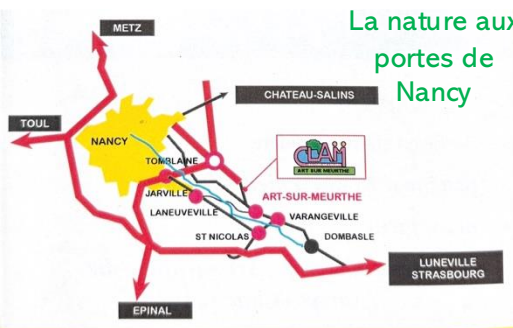 La nature aux
portes de
Nancy
METZ
CHATEAU-SALINS
TOUL
NANCY
TOMBLAINE
CLAH
ART SUR MEURTHE
JARVILLE
ART-SUR-MEURTHE
LANEUVEVILLE
VARANGEVILLE
ST NICOLAS
DOMBASLE
LUNEVILLE
STRASBOURG
EPINAL